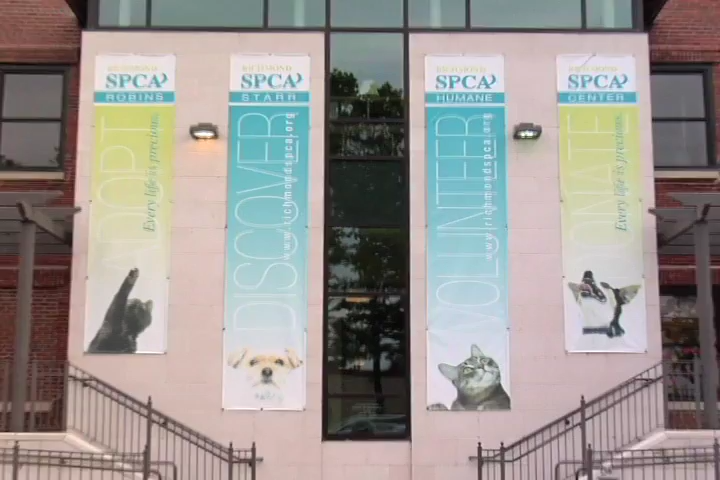 RICHMOND
SPCA
ROBINS
ADOPT
Every life is precious.
RICHMOND
SPCA
STARR
DISCOVER
www.richmondspca.org
RICHMOND
SPCA
HUMANE
VOLUNTEER
www.richmondspca.org
RICHMOND
SPCA
CENTER
DONATE
Every life is precious.